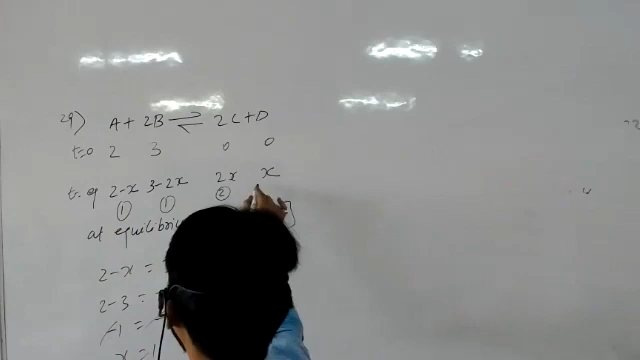 29) A + 2B ⇌ 2C + D
t=0 2 3 0 0
t. eq 2-x 3-2x 2x x
① ① ②
at
2-x =
2-3 =
x = 1